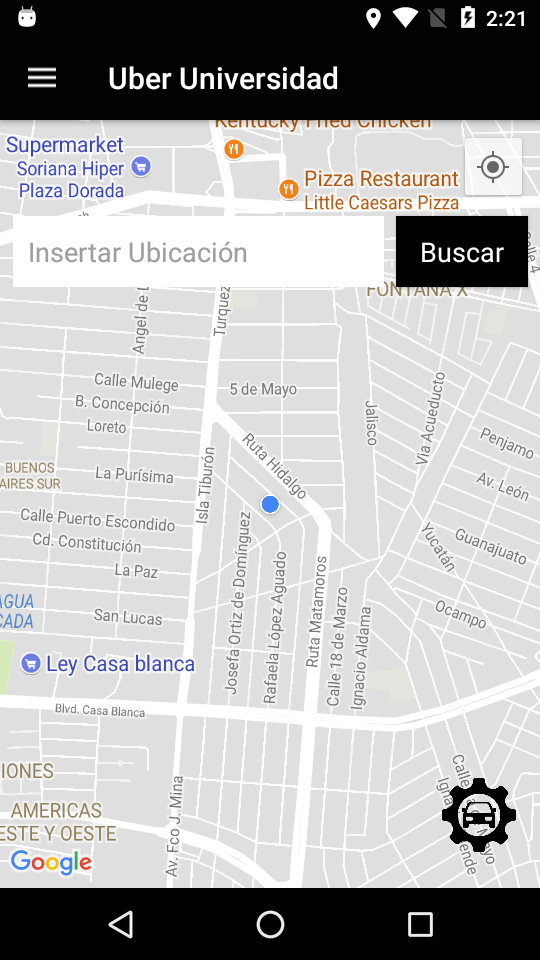 2:21
Uber Universidad
Kentucky Fried Chicken
Supermarket
Soriana Hiper
Plaza Dorada
Pizza Restaurant
Little Caesars Pizza
Insertar Ubicación
Buscar
Calle 4
FONTANA X
Angel de
Turquez
Calle Mulege
5 de Mayo
B. Concepción
Loreto
Jalisco
Via Acueducto
Penjamo
BUENOS
AIRES SUR
La Purísima
Isla Tiburón
Ruta Hidalgo
Av. León
Calle Puerto Escondido
Cd. Constitución
Yucatán
Guanajuato
La Paz
Josefa Ortiz de Domínguez
Rafaela López Aguado
Ruta Matamoros
Calle 18 de Marzo
Ignacio Aldama
AGUA
CADA
San Lucas
Ocampo
Ley Casa blanca
Blvd. Casa Blanca
IONES
AMERICAS
ESTE Y OESTE
Av. Fco J. Mina
Google